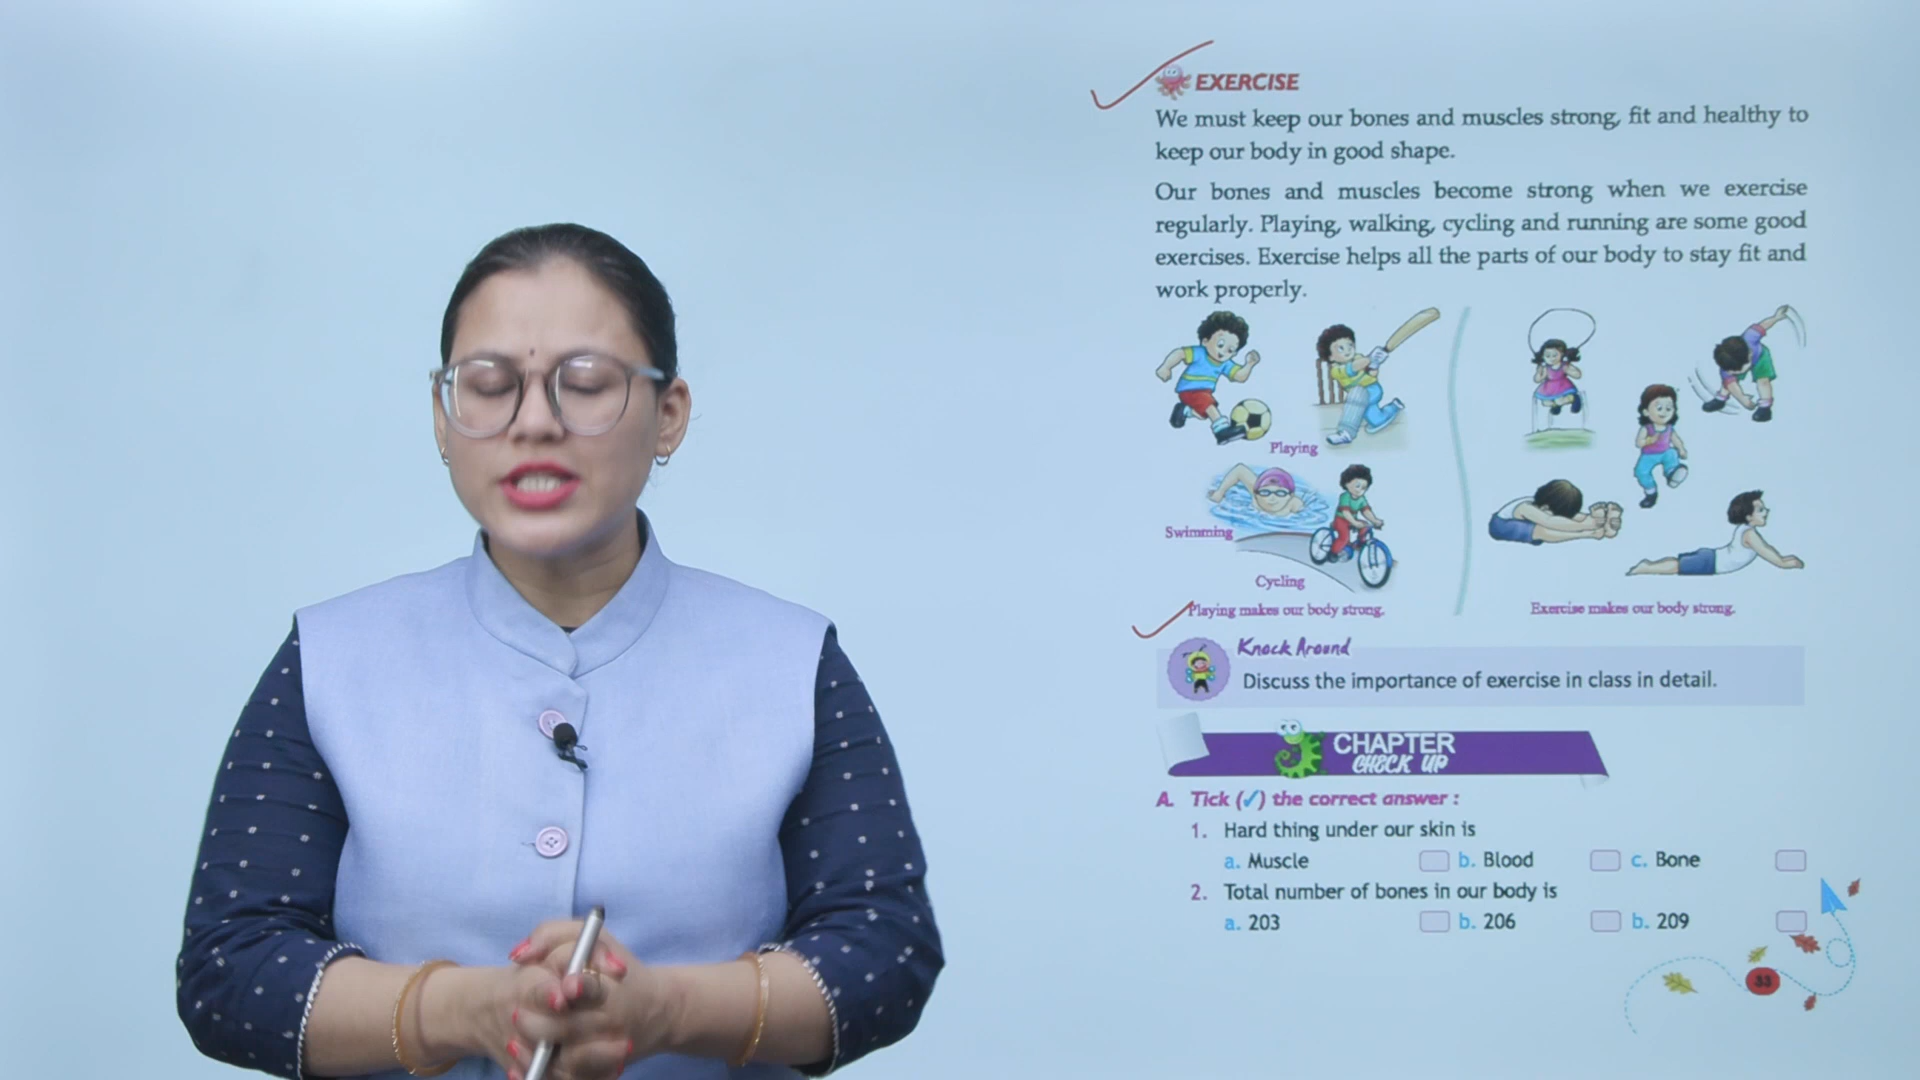 EXERCISE
We must keep our bones and muscles strong, fit and healthy to
keep our body in good shape.
Our bones and muscles become strong when we exercise
regularly. Playing, walking, cycling and running are some good
exercises. Exercise helps all the parts of our body to stay fit and
work properly.
Playing
Swimming
Cycling
Playing makes our body strong.
Exercise makes our body strong.
Knock Around
Discuss the importance of exercise in class in detail.
CHAPTER
CHECK UP
A. Tick (✓) the correct answer :
1. Hard thing under our skin is
a. Muscle b. Blood c. Bone
2. Total number of bones in our body is
a. 203 b. 206 b. 209
33